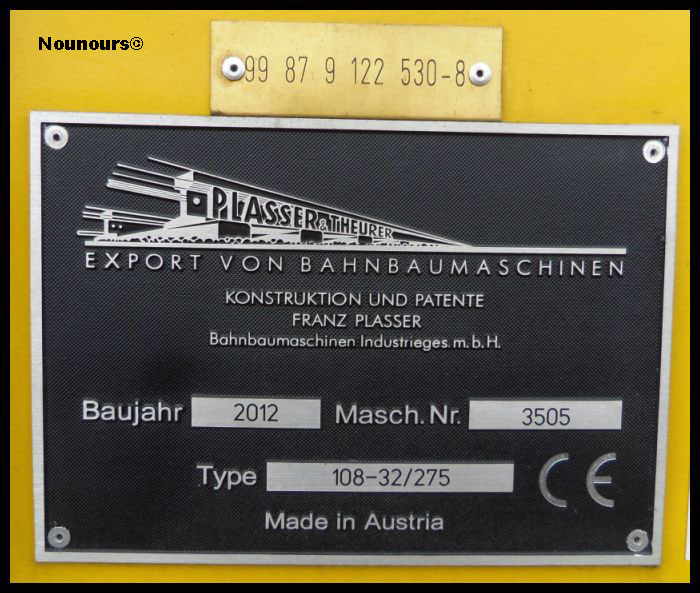 Nounours©
99 87 9 122 530-8
PLASSER & THEURER
EXPORT VON BAHNBAUMASCHINEN
KONSTRUKTION UND PATENTE
FRANZ PLASSER
Bahnbaumaschinen Industrieges.m.b.H.
Baujahr 2012 Masch.Nr. 3505
Type 108-32/275 CE
Made in Austria